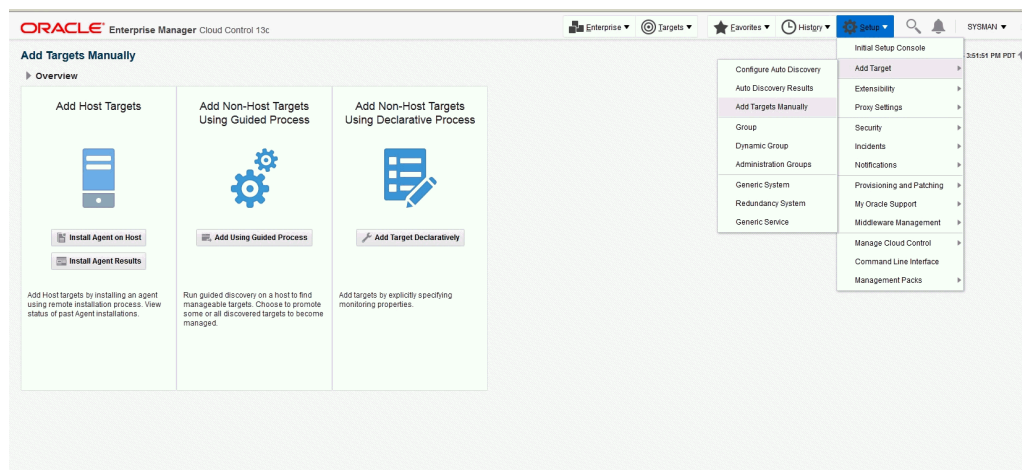 ORACLE Enterprise Manager Cloud Control 13c
Enterprise Targets Favorites History Setup SYSMAN
Add Targets Manually
3:51:51 PM PDT
Overview
Add Host Targets
Install Agent on Host
Install Agent Results
Add Host targets by installing an agent
using remote installation process. View
status of past Agent installations.
Add Non-Host Targets
Using Guided Process
Add Using Guided Process
Run guided discovery on a host to find
manageable targets. Choose to promote
some or all discovered targets to become
managed.
Add Non-Host Targets
Using Declarative Process
Add Target Declaratively
Add targets by explicitly specifying
monitoring properties.
Configure Auto Discovery
Auto Discovery Results
Add Targets Manually
Group
Dynamic Group
Administration Groups
Generic System
Redundancy System
Generic Service
Initial Setup Console
Add Target
Extensibility
Proxy Settings
Security
Incidents
Notifications
Provisioning and Patching
My Oracle Support
Middleware Management
Manage Cloud Control
Command Line Interface
Management Packs